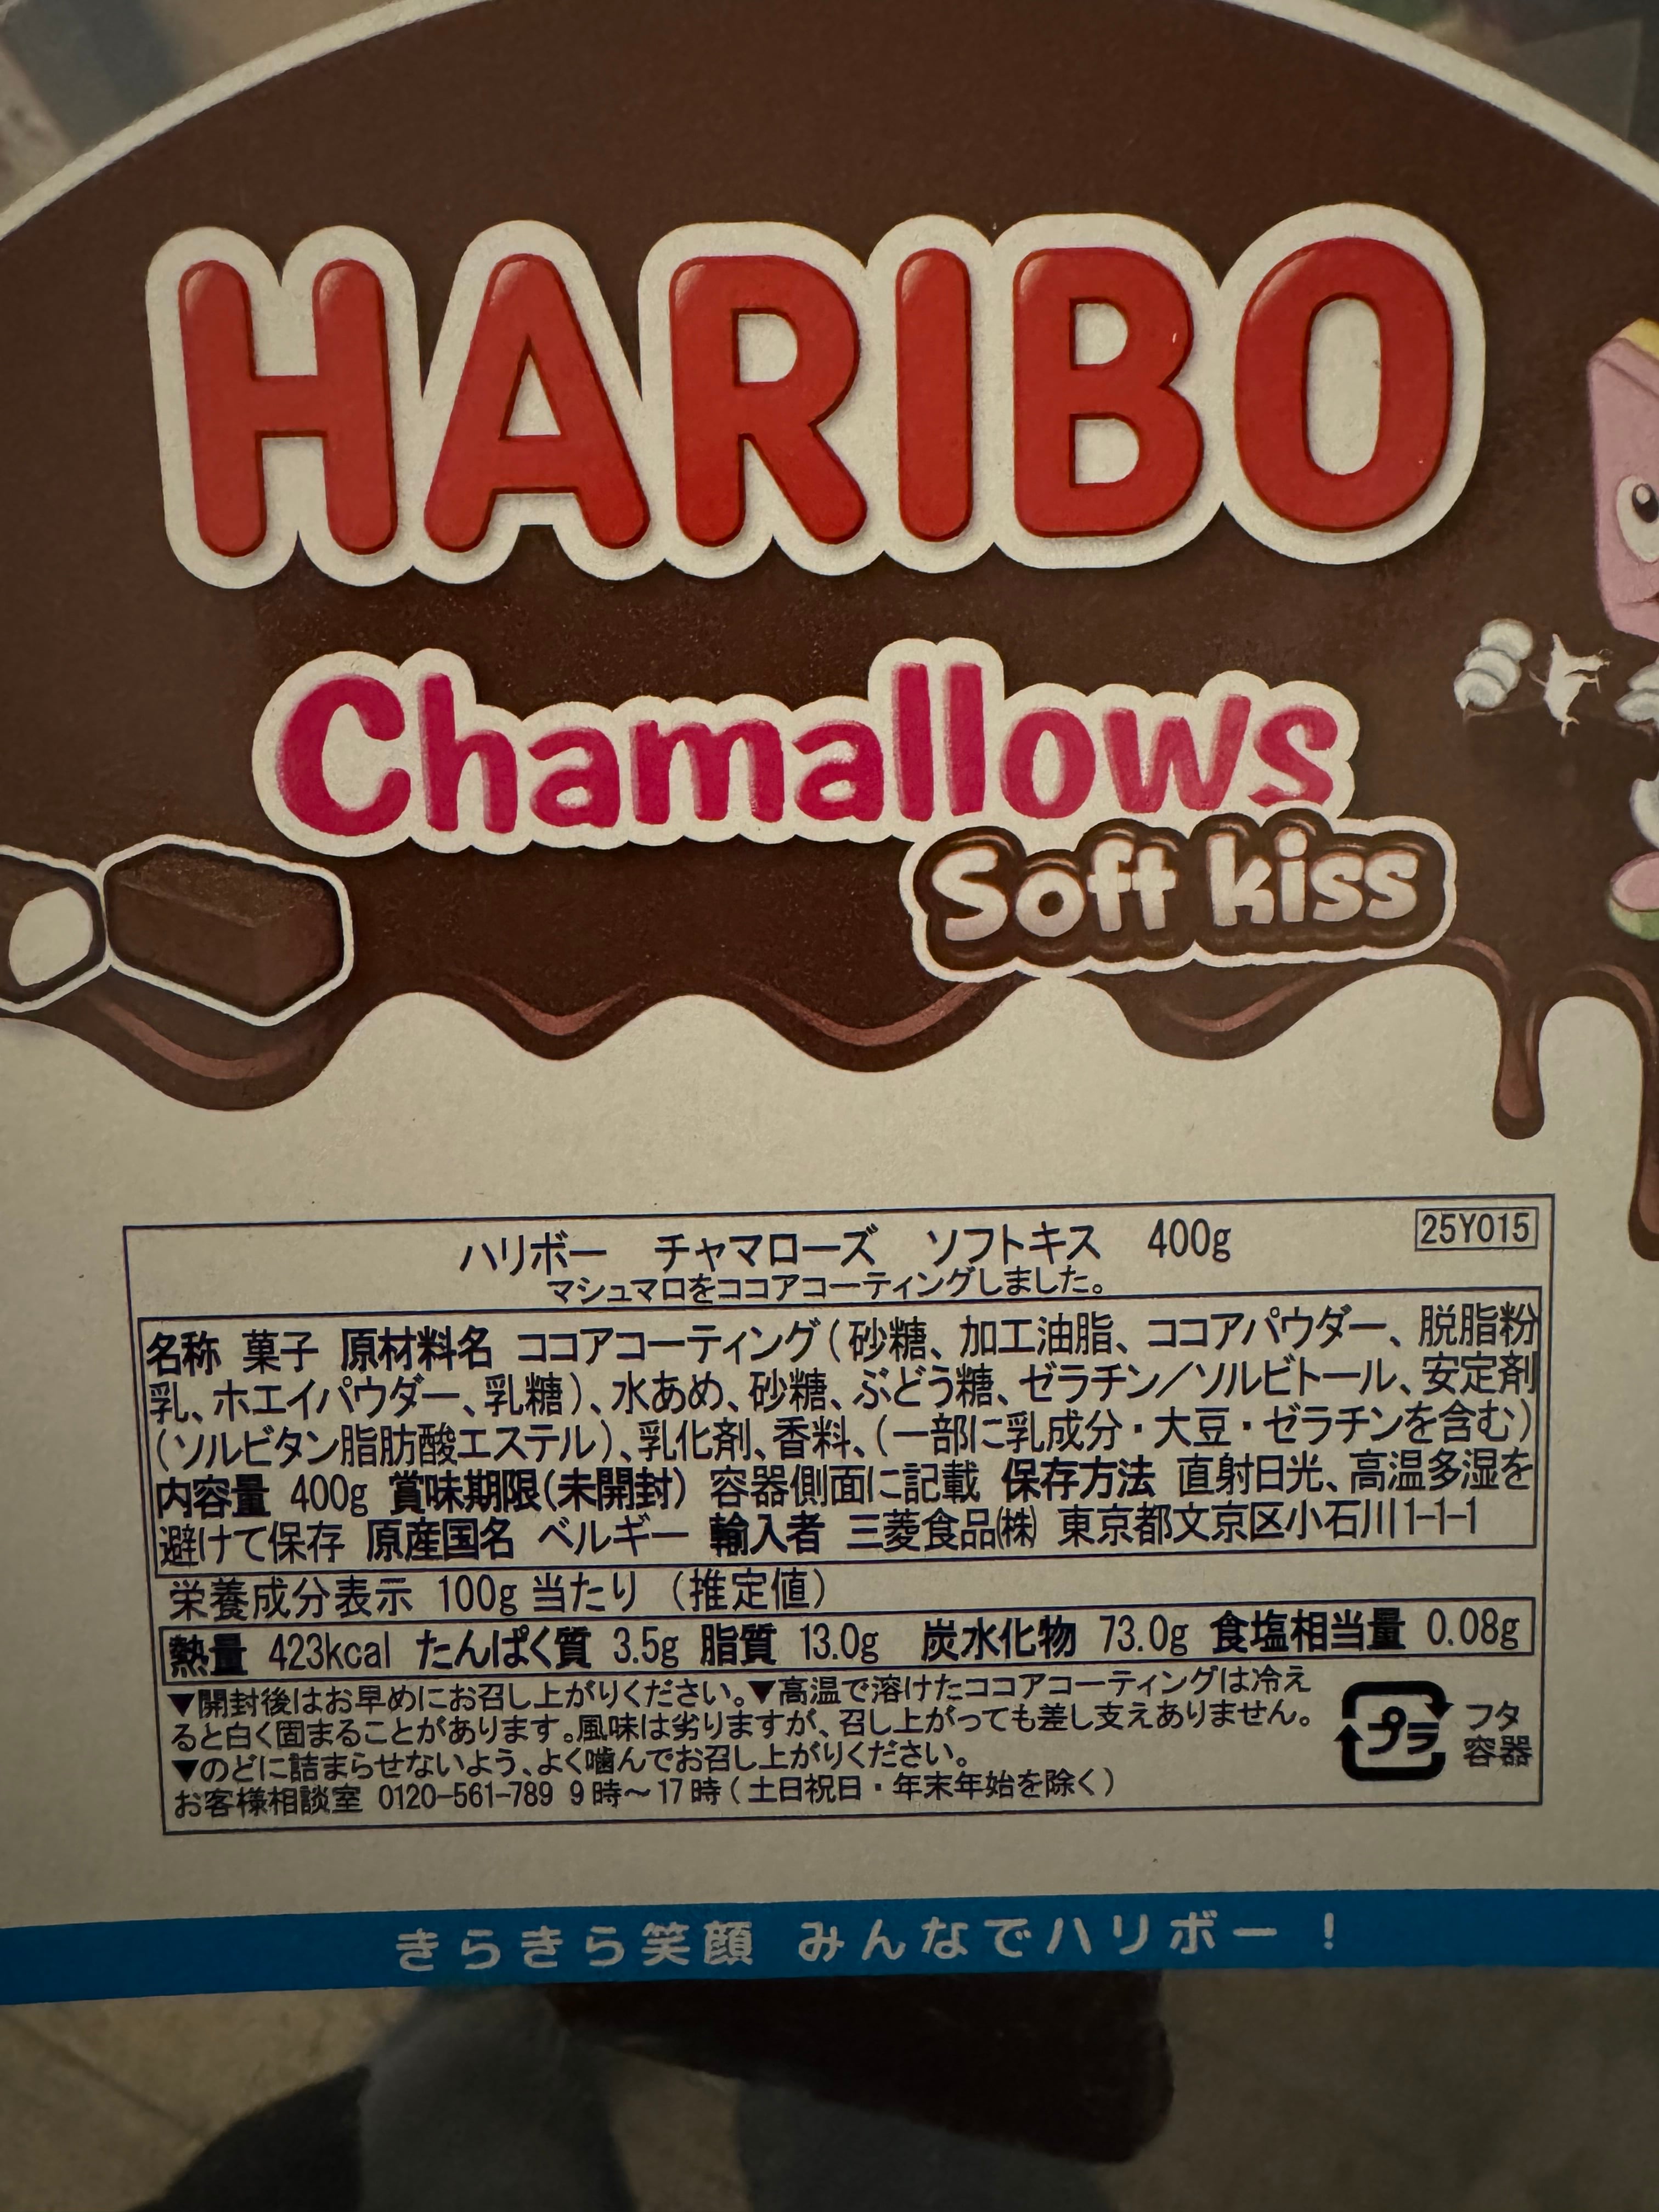 HARIBO
Chamallows
Soft kiss
ハリボー チャマローズ ソフトキス 400g
25Y015
マシュマロをココアコーティングしました。
名称 菓子 原材料名 ココアコーティング(砂糖、加工油脂、ココアパウダー、脱脂粉
乳、ホエイパウダー、乳糖)、水あめ、砂糖、ぶどう糖、ゼラチン/ソルビトール、安定剤
(ソルビタン脂肪酸エステル)、乳化剤、香料、(一部に乳成分・大豆・ゼラチンを含む)
内容量 400g 賞味期限(未開封) 容器側面に記載 保存方法 直射日光、高温多湿を
避けて保存 原産国名 ベルギー 輸入者 三菱食品㈱ 東京都文京区小石川1-1-1
栄養成分表示 100g当たり (推定値)
熱量 423kcal たんぱく質 3.5g 脂質 13.0g 炭水化物 73.0g 食塩相当量 0.08g
▼開封後はお早めにお召し上がりください。▼高温で溶けたココアコーティングは冷え
ると白く固まることがあります。風味は劣りますが、召し上がっても差し支えありません。
▼のどに詰まらせないよう、よく噛んでお召し上がりください。
お客様相談室 0120-561-789 9時〜17時(土日祝日・年末年始を除く)
プラ
フタ
容器
きらきら笑顔 みんなでハリボー!